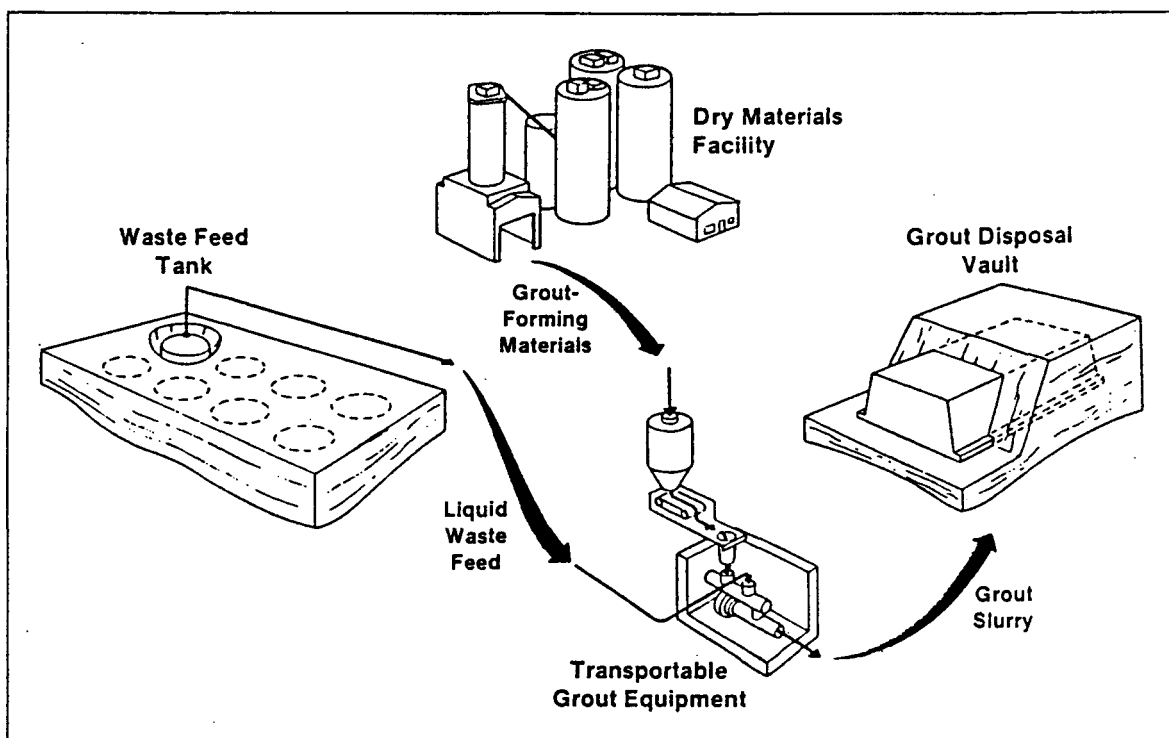 Dry Materials
Facility
Waste Feed
Tank
Grout Disposal
Vault
Grout-
Forming
Materials
Liquid
Waste
Feed
Grout
Slurry
Transportable
Grout Equipment